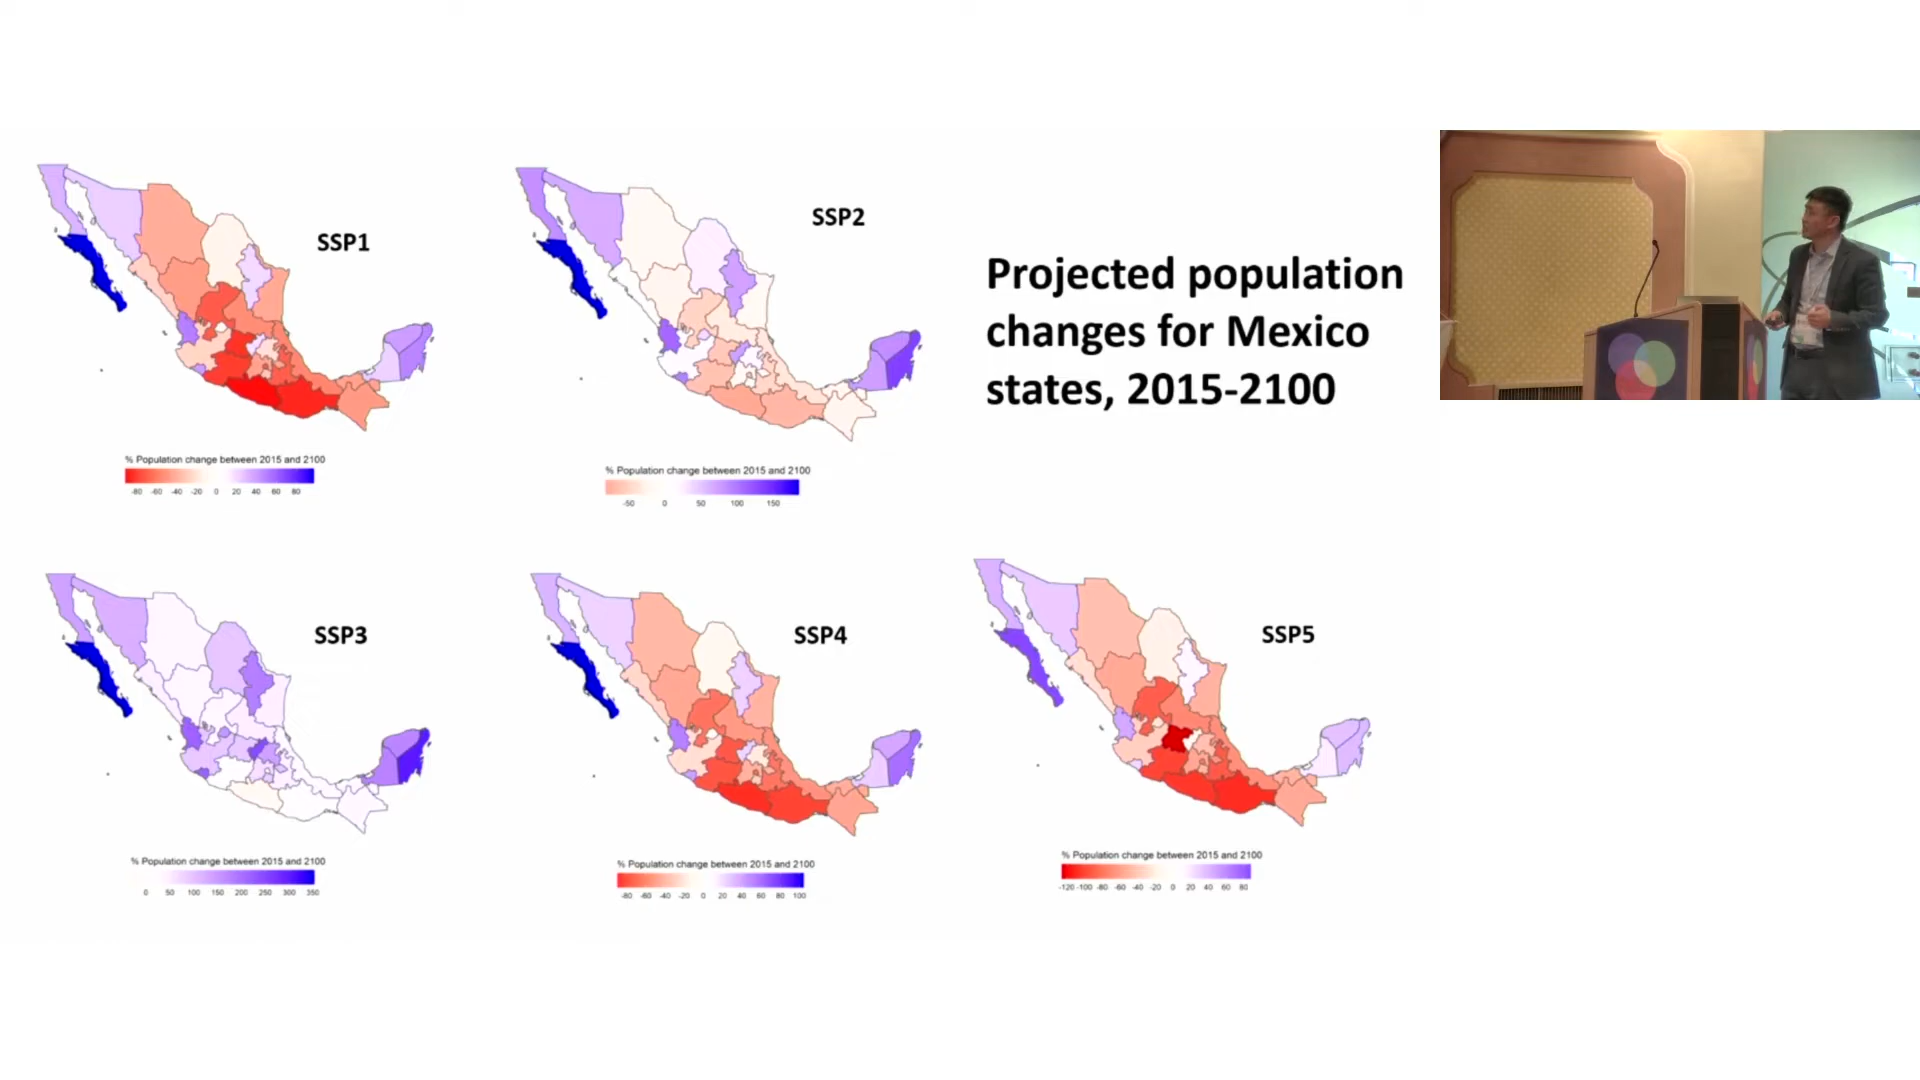 SSP1
% Population change between 2015 and 2100
-80 -60 -40 -20 0 20 40 60 80
SSP2
% Population change between 2015 and 2100
-50 0 50 100 150
Projected population
changes for Mexico
states, 2015-2100
SSP3
% Population change between 2015 and 2100
0 50 100 150 200 250 300 350
SSP4
% Population change between 2015 and 2100
-80 -60 -40 -20 0 20 40 60 80 100
SSP5
% Population change between 2015 and 2100
-120 -100 -80 -60 -40 -20 0 20 40 60 80